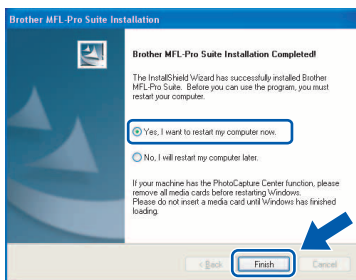 Brother MFL-Pro Suite Installation
Brother MFL-Pro Suite Installation Completed!
The InstallShield Wizard has successfully installed Brother
MFL-Pro Suite. Before you can use the program, you must
restart your computer.
Yes, I want to restart my computer now.
No, I will restart my computer later.
If your machine has the PhotoCapture Center function, please
remove all media cards before restarting Windows.
Please do not insert a media card until Windows has finished
loading.
< Back Finish Cancel